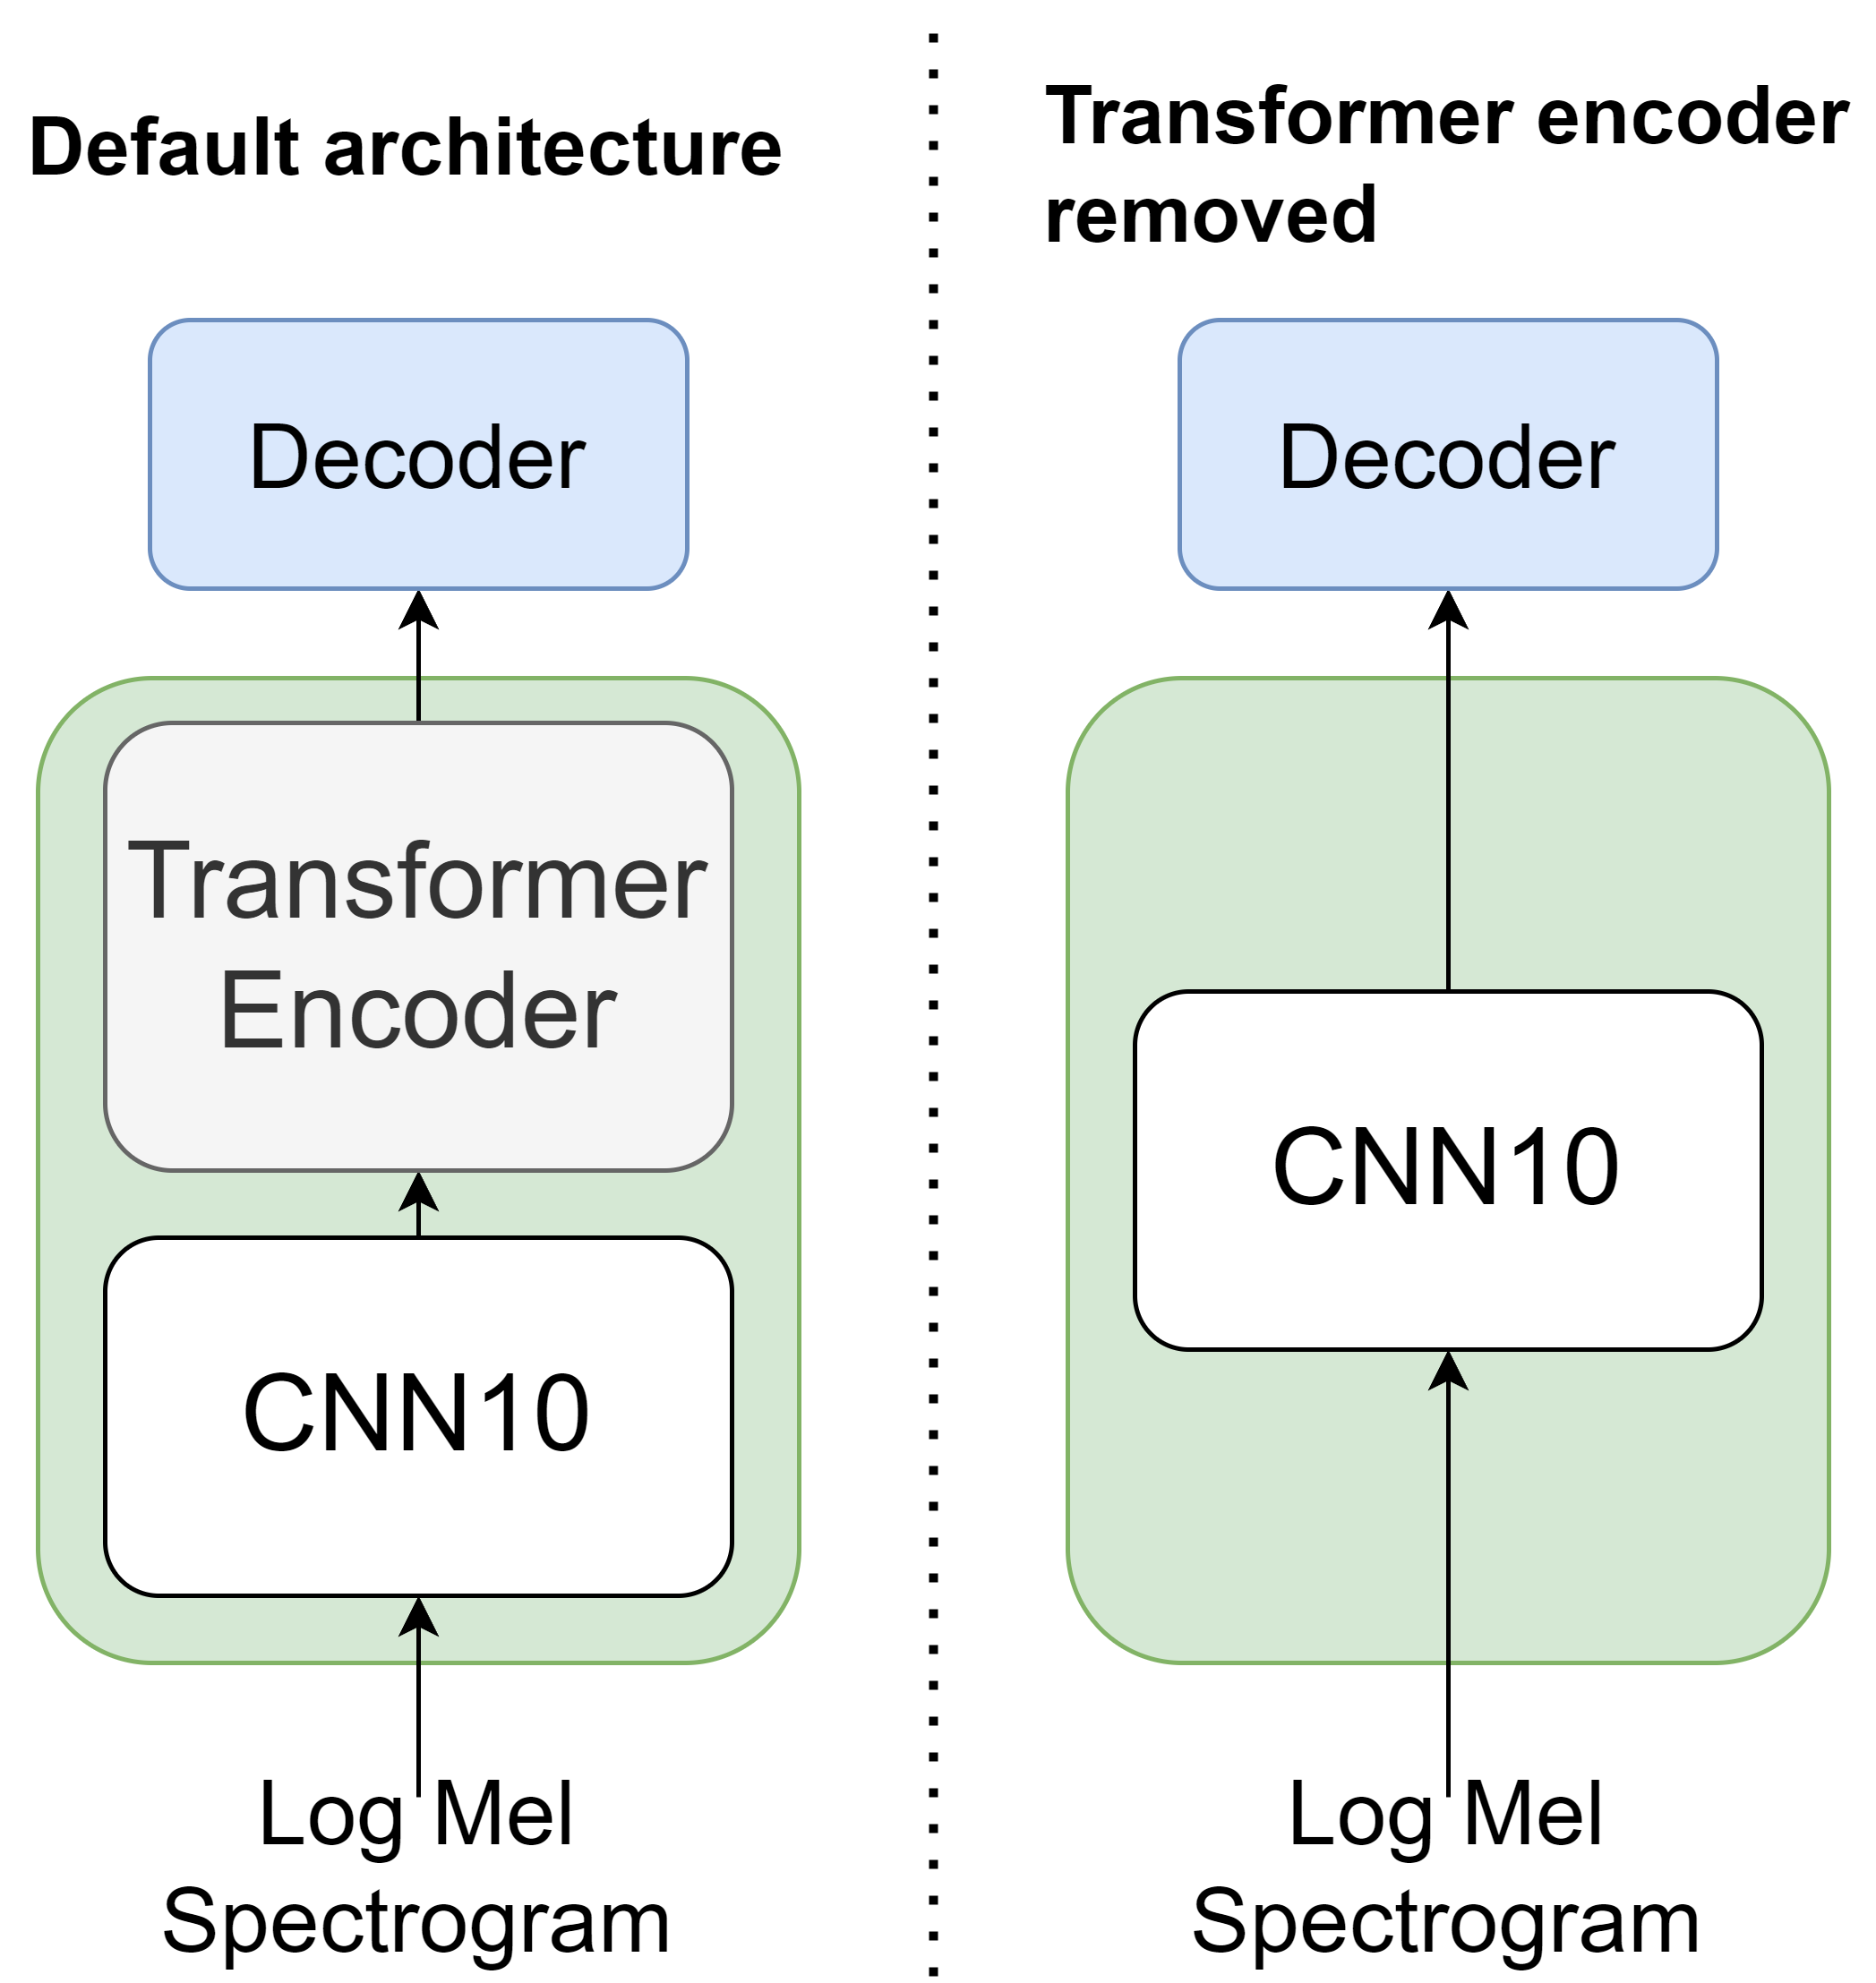 Default architecture
Decoder
Transformer
Encoder
CNN10
Log Mel
Spectrogram
Transformer encoder
removed
Decoder
CNN10
Log Mel
Spectrogram